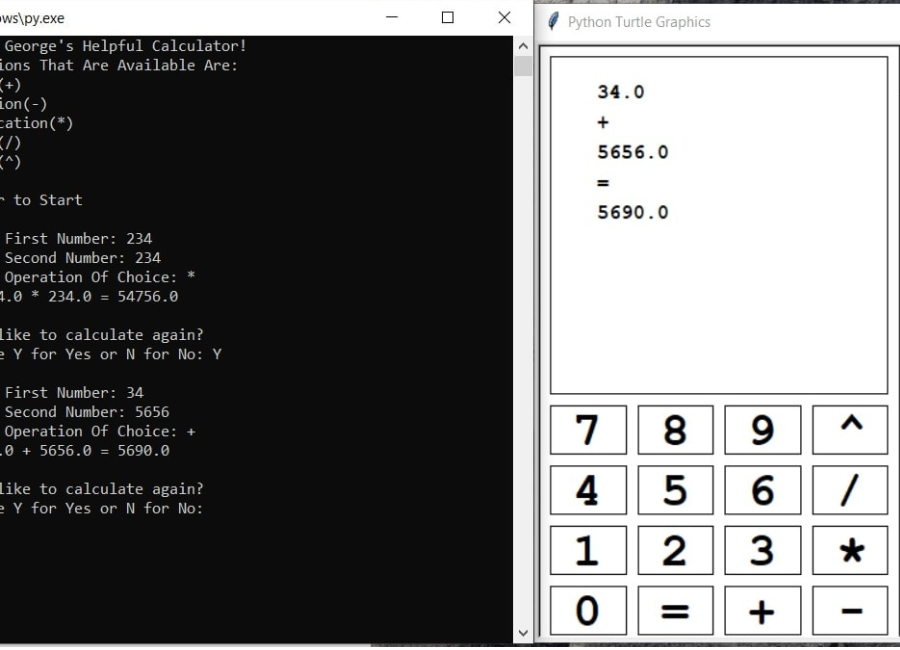 ows\py.exe
George's Helpful Calculator!
ions That Are Available Are:
(+)
ion(-)
cation(*)
(/)
(^)
r to Start
First Number: 234
Second Number: 234
Operation Of Choice: *
4.0 * 234.0 = 54756.0
like to calculate again?
e Y for Yes or N for No: Y
First Number: 34
Second Number: 5656
Operation Of Choice: +
.0 + 5656.0 = 5690.0
like to calculate again?
e Y for Yes or N for No:
Python Turtle Graphics
34.0
+
5656.0
=
5690.0
7 8 9 ^
4 5 6 /
1 2 3 *
0 = + -